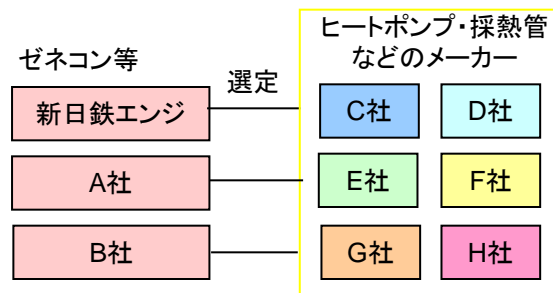 ヒートポンプ・採熱管
などのメーカー
ゼネコン等
選定
新日鉄エンジ
C社
D社
A社
E社
F社
B社
G社
H社